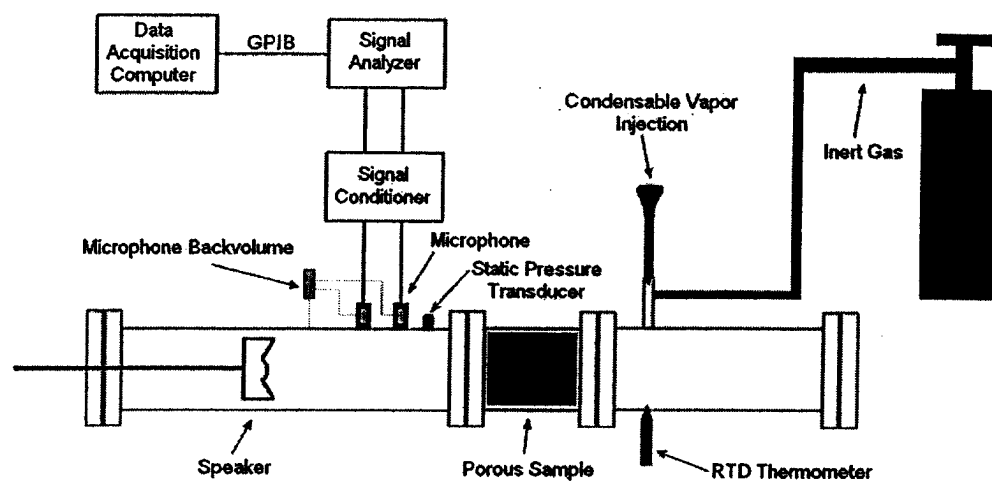 Data
Acquisition
Computer
GPIB
Signal
Analyzer
Condensable Vapor
Injection
Inert Gas
Signal
Conditioner
Microphone Backvolume
Microphone
Static Pressure
Transducer
Speaker
Porous Sample
RTD Thermometer